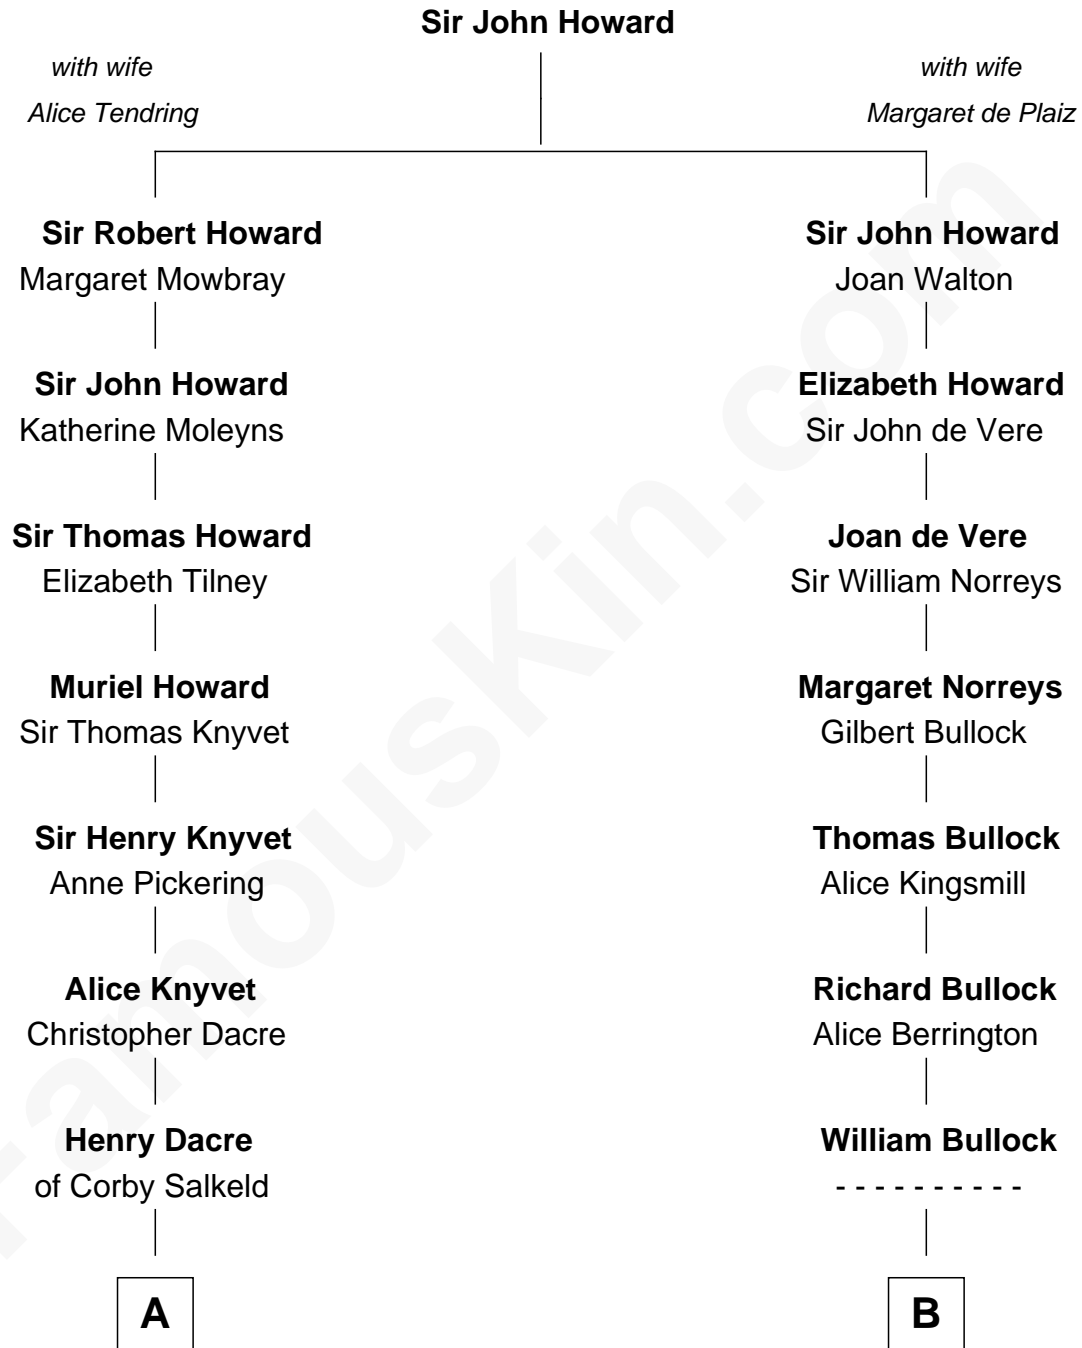 Sir John Howard
with wife
Alice Tendring
with wife
Margaret de Plaiz
Sir Robert Howard
Margaret Mowbray
Sir John Howard
Joan Walton
Sir John Howard
Katherine Moleyns
Elizabeth Howard
Sir John de Vere
Sir Thomas Howard
Elizabeth Tilney
Joan de Vere
Sir William Norreys
Muriel Howard
Sir Thomas Knyvet
Margaret Norreys
Gilbert Bullock
Sir Henry Knyvet
Anne Pickering
Thomas Bullock
Alice Kingsmill
Alice Knyvet
Christopher Dacre
Richard Bullock
Alice Berrington
Henry Dacre
of Corby Salkeld
William Bullock
- - - - - - - - - -
A
B
FamousKin.com